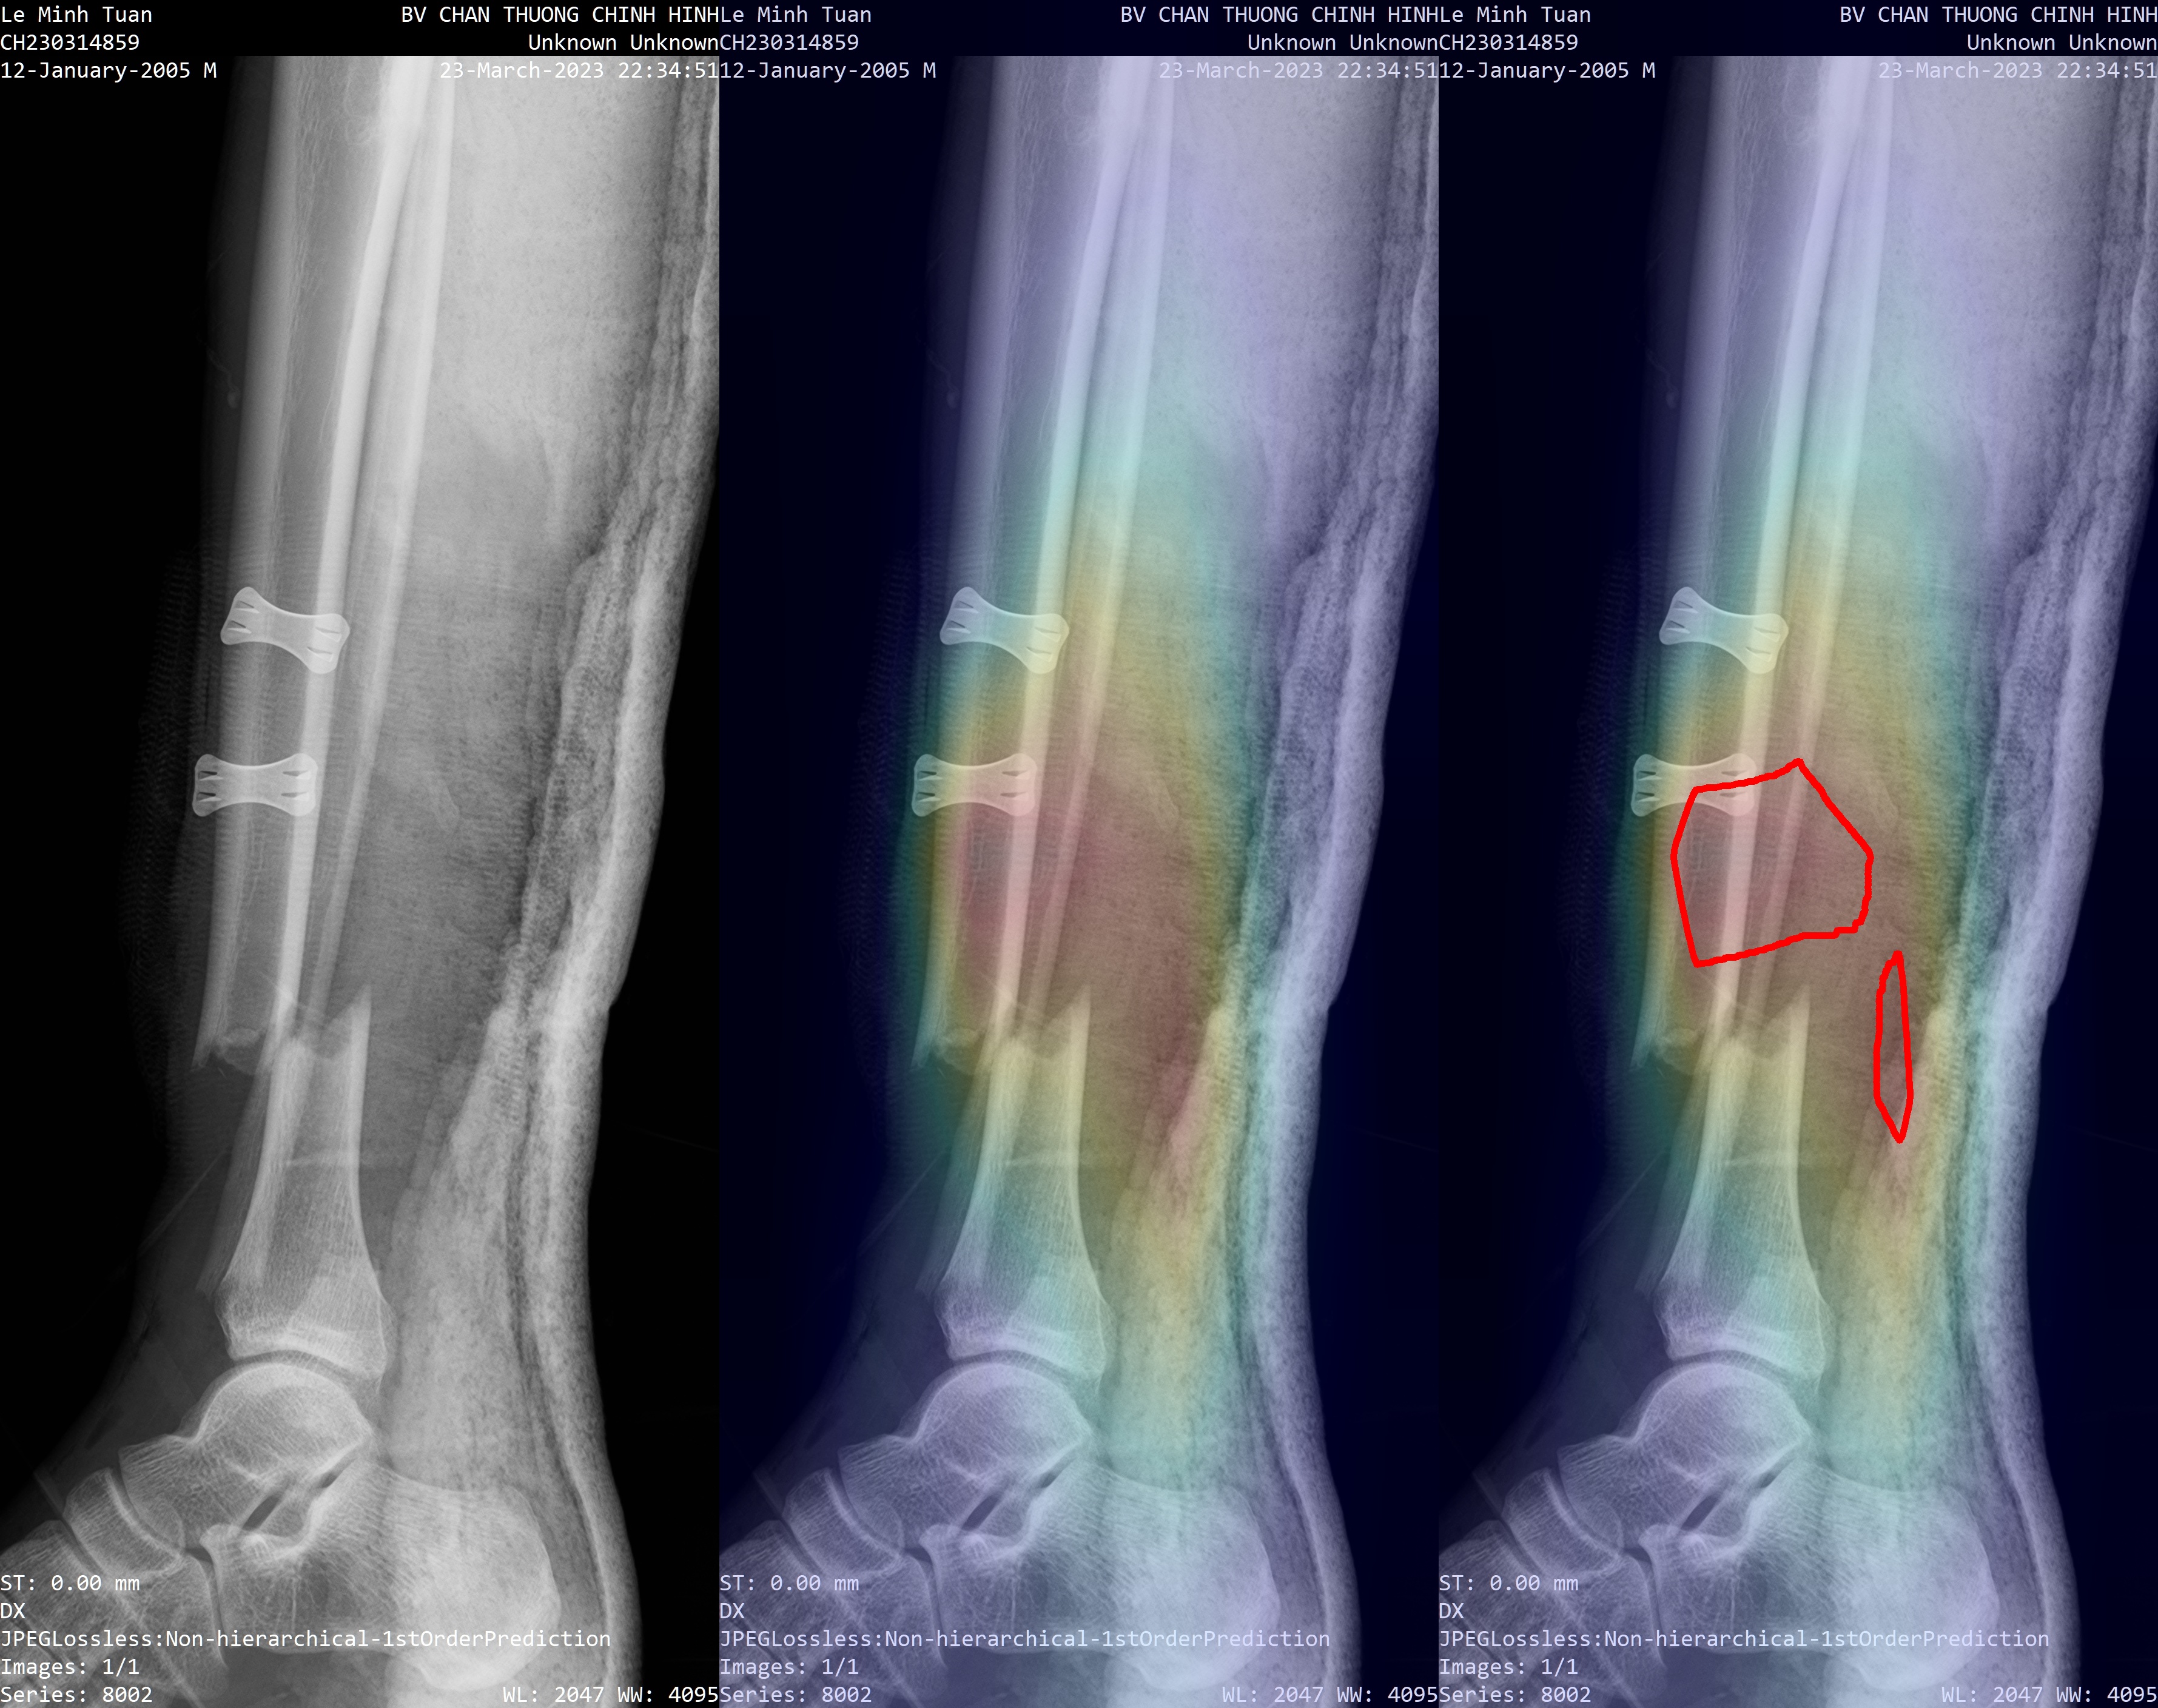 Le Minh Tuan
CH230314859
12-January-2005 M
BV CHAN THUONG CHINH HINH
Unknown Unknown
23-March-2023 22:34:51
ST: 0.00 mm
DX
JPEGLossless:Non-hierarchical-1stOrderPrediction
Images: 1/1
Series: 8002
WL: 2047 WW: 4095
Le Minh Tuan
CH230314859
12-January-2005 M
BV CHAN THUONG CHINH HINH
Unknown Unknown
23-March-2023 22:34:51
ST: 0.00 mm
DX
JPEGLossless:Non-hierarchical-1stOrderPrediction
Images: 1/1
Series: 8002
WL: 2047 WW: 4095
Le Minh Tuan
CH230314859
12-January-2005 M
BV CHAN THUONG CHINH HINH
Unknown Unknown
23-March-2023 22:34:51
ST: 0.00 mm
DX
JPEGLossless:Non-hierarchical-1stOrderPrediction
Images: 1/1
Series: 8002
WL: 2047 WW: 4095